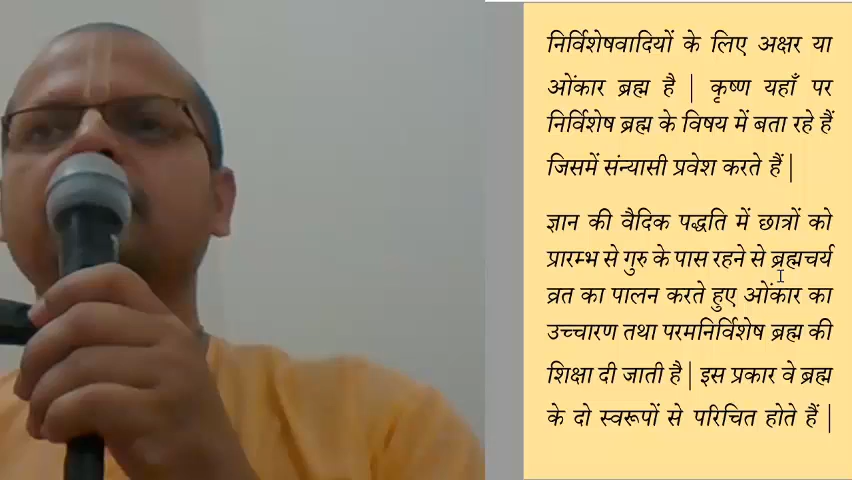 निर्विशेषवादियों के लिए अक्षर या
ओंकार ब्रह्म है | कृष्ण यहाँ पर
निर्विशेष ब्रह्म के विषय में बता रहे हैं
जिसमें संन्यासी प्रवेश करते हैं |
ज्ञान की वैदिक पद्धति में छात्रों को
प्रारम्भ से गुरु के पास रहने से ब्रह्मचर्य
व्रत का पालन करते हुए ओंकार का
उच्चारण तथा परमनिर्विशेष ब्रह्म की
शिक्षा दी जाती है | इस प्रकार वे ब्रह्म
के दो स्वरूपों से परिचित होते हैं |